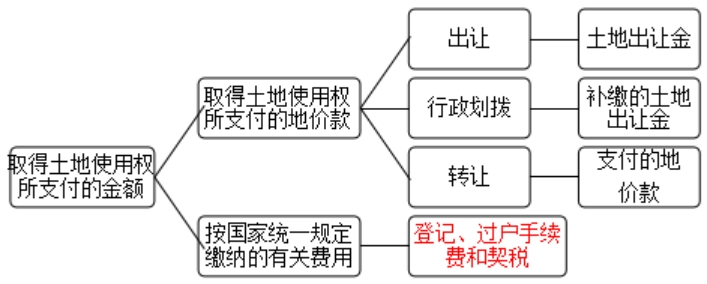 取得土地使用权
所支付的金额
取得土地使用权
所支付的地价款
出让
土地出让金
行政划拨
补缴的土地
出让金
转让
支付的地
价款
按国家统一规定
缴纳的有关费用
登记、过户手续
费和契税